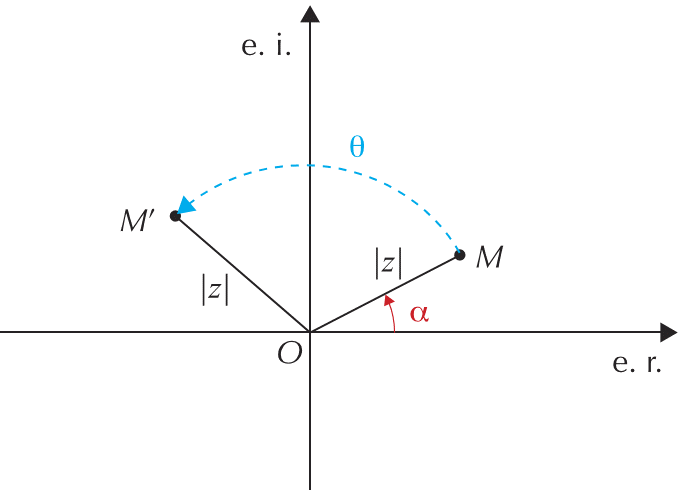 e. i.
θ
M′
M
|z|
|z|
α
O
e. r.